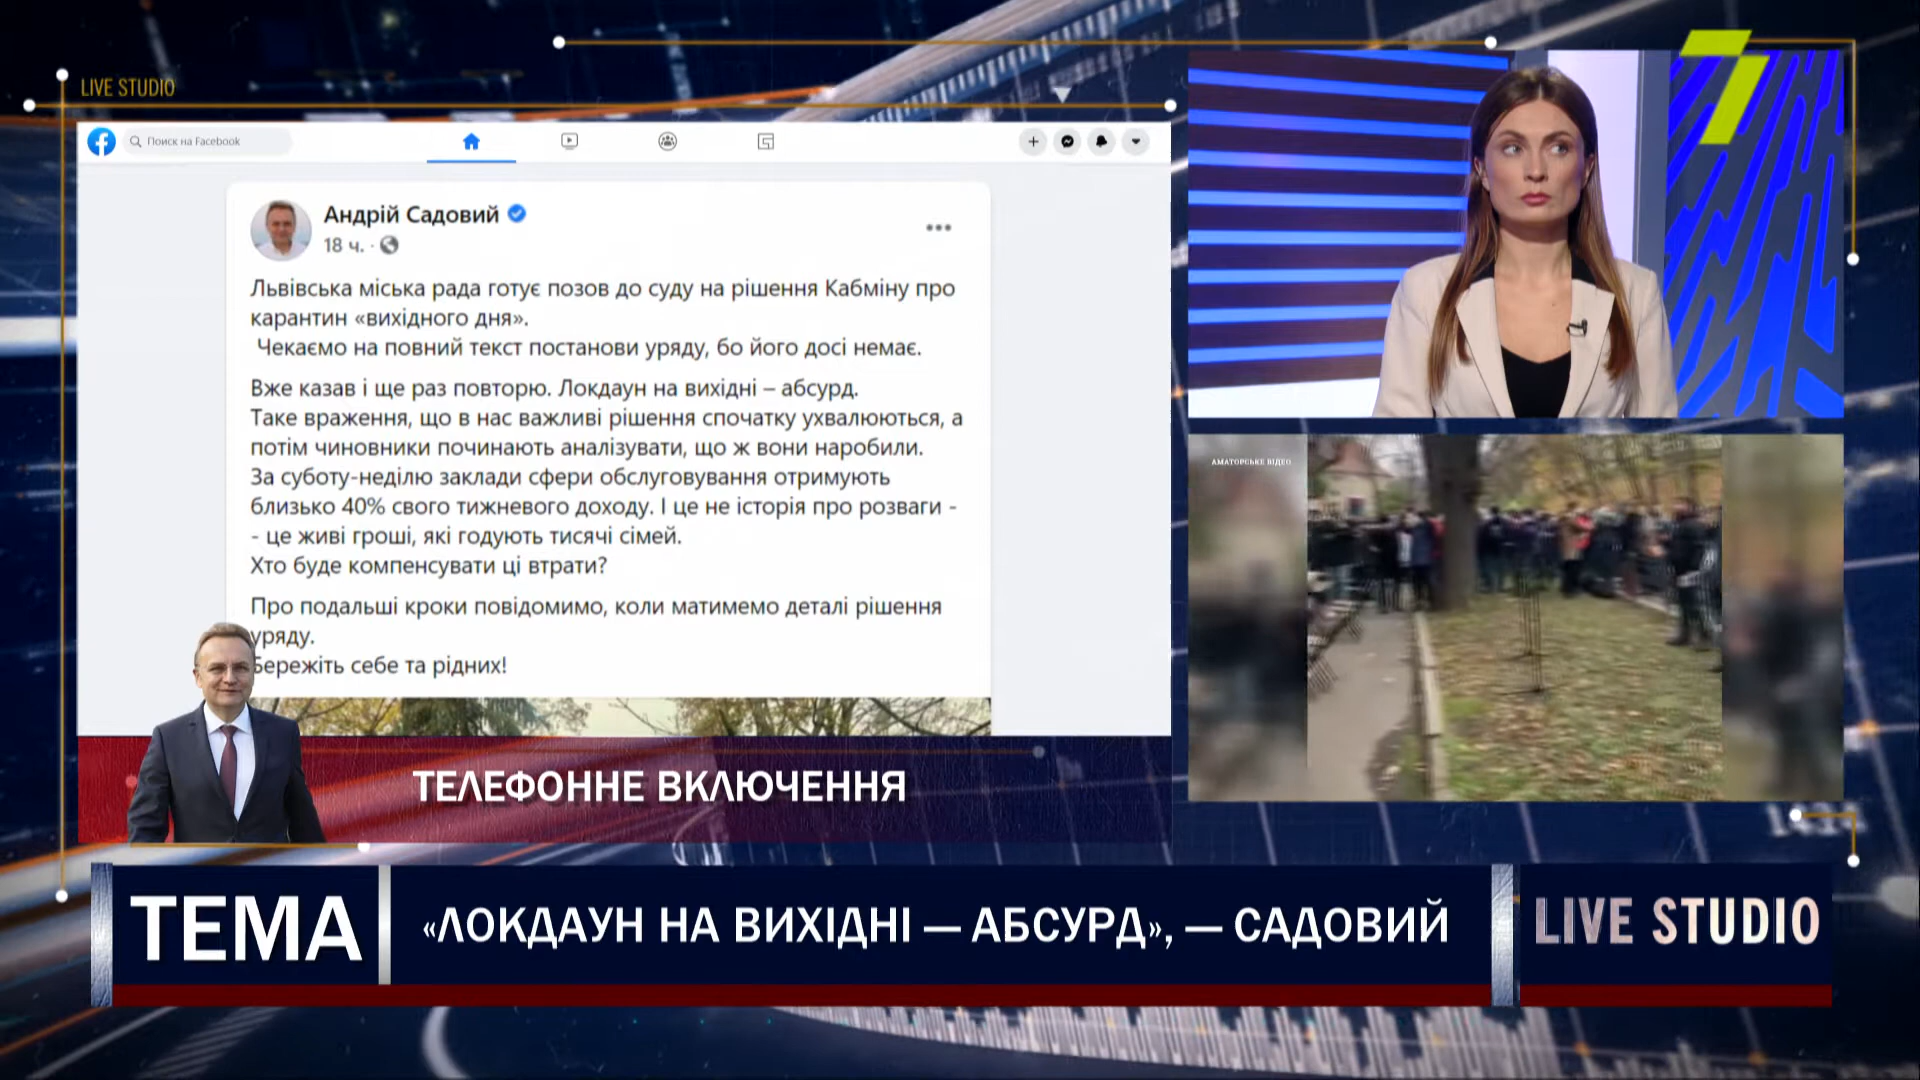 LIVE STUDIO
7
Поиск на Facebook
Андрій Садовий
18 ч. ·
Львівська міська рада готує позов до суду на рішення Кабміну про
карантин «вихідного дня».
Чекаємо на повний текст постанови уряду, бо його досі немає.
Вже казав і ще раз повторю. Локдаун на вихідні – абсурд.
Таке враження, що в нас важливі рішення спочатку ухвалюються, а
потім чиновники починають аналізувати, що ж вони наробили.
За суботу-неділю заклади сфери обслуговування отримують
близько 40% свого тижневого доходу. І це не історія про розваги -
- це живі гроші, які годують тисячі сімей.
Хто буде компенсувати ці втрати?
Про подальші кроки повідомимо, коли матимемо деталі рішення
уряду.
Бережіть себе та рідних!
АМАТОРСЬКЕ ВІДЕО
ТЕЛЕФОННЕ ВКЛЮЧЕННЯ
ТЕМА
«ЛОКДАУН НА ВИХІДНІ — АБСУРД», — САДОВИЙ
LIVE STUDIO